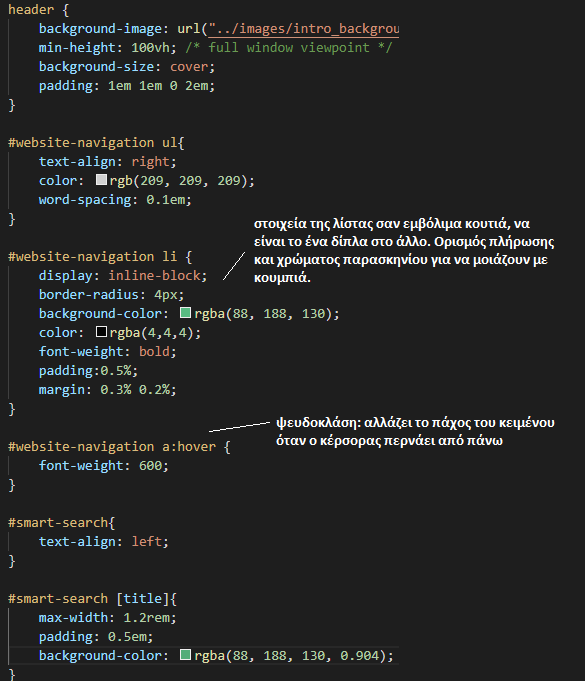 header {
background-image: url("../images/intro_backgrou
min-height: 100vh; /* full window viewpoint */
background-size: cover;
padding: 1em 1em 0 2em;
}
#website-navigation ul{
text-align: right;
color: rgb(209, 209, 209);
word-spacing: 0.1em;
}
στοιχεία της λίστας σαν εμβόλιμα κουτιά, να
είναι το ένα δίπλα στο άλλο. Ορισμός πλήρωσης
και χρώματος παρασκηνίου για να μοιάζουν με
κουμπιά.
#website-navigation li {
display: inline-block;
border-radius: 4px;
background-color: rgba(88, 188, 130);
color: rgba(4,4,4);
font-weight: bold;
padding:0.5%;
margin: 0.3% 0.2%;
}
ψευδοκλάση: αλλάζει το πάχος του κειμένου
όταν ο κέρσορας περνάει από πάνω
#website-navigation a:hover {
font-weight: 600;
}
#smart-search{
text-align: left;
}
#smart-search [title]{
max-width: 1.2rem;
padding: 0.5em;
background-color: rgba(88, 188, 130, 0.904);
}